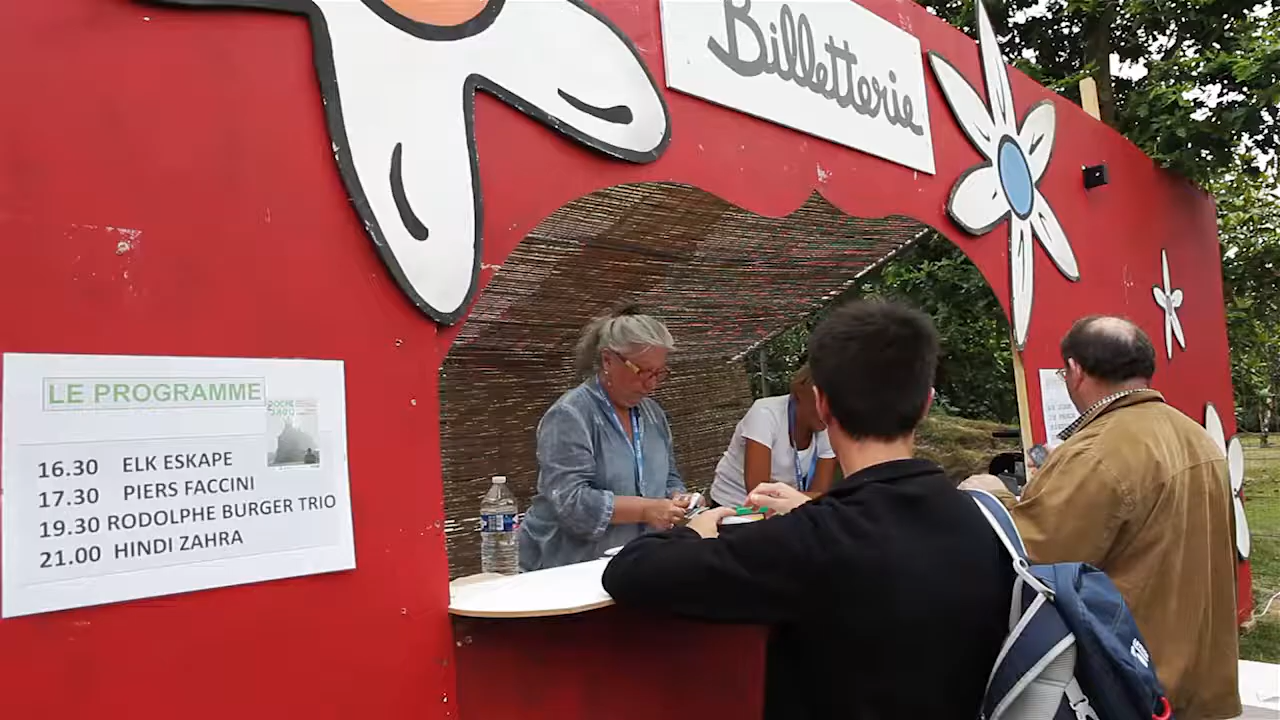 Billetterie
LE PROGRAMME
16.30 ELK ESKAPE
17.30 PIERS FACCINI
19.30 RODOLPHE BURGER TRIO
21.00 HINDI ZAHRA